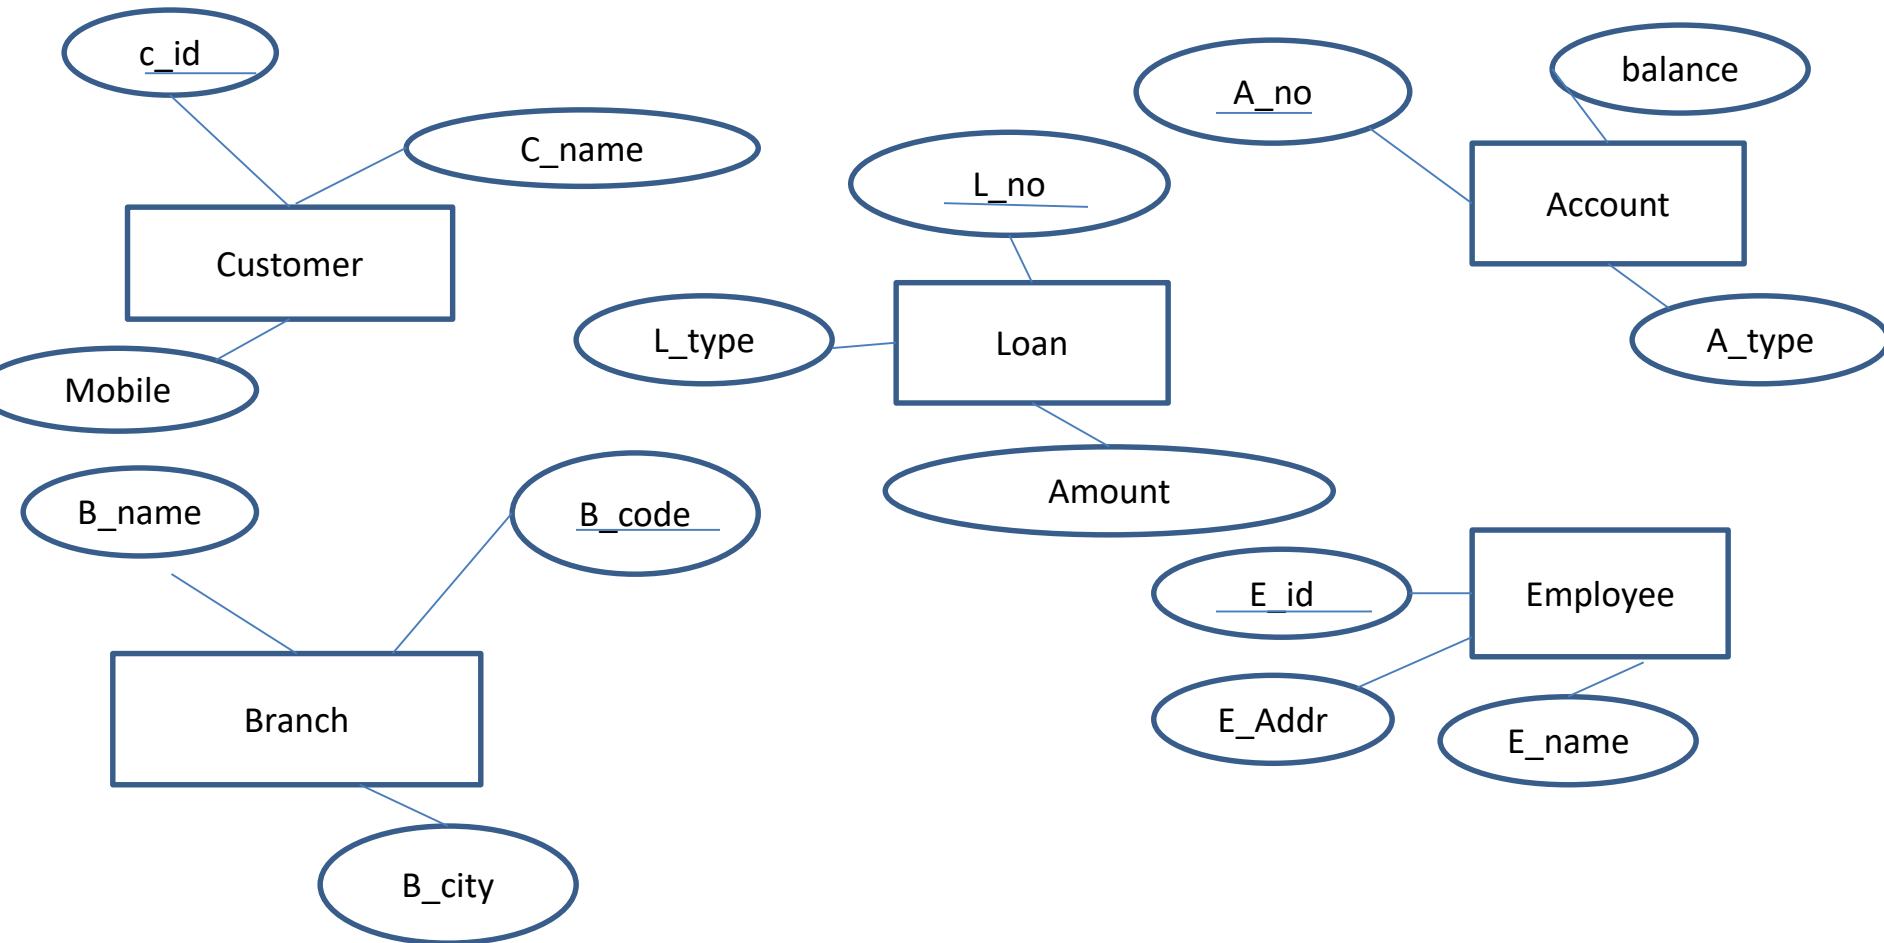 c_id
C_name
Customer
Mobile
A_no
balance
Account
A_type
L_no
L_type
Loan
Amount
B_name
B_code
Branch
B_city
E_id
Employee
E_Addr
E_name